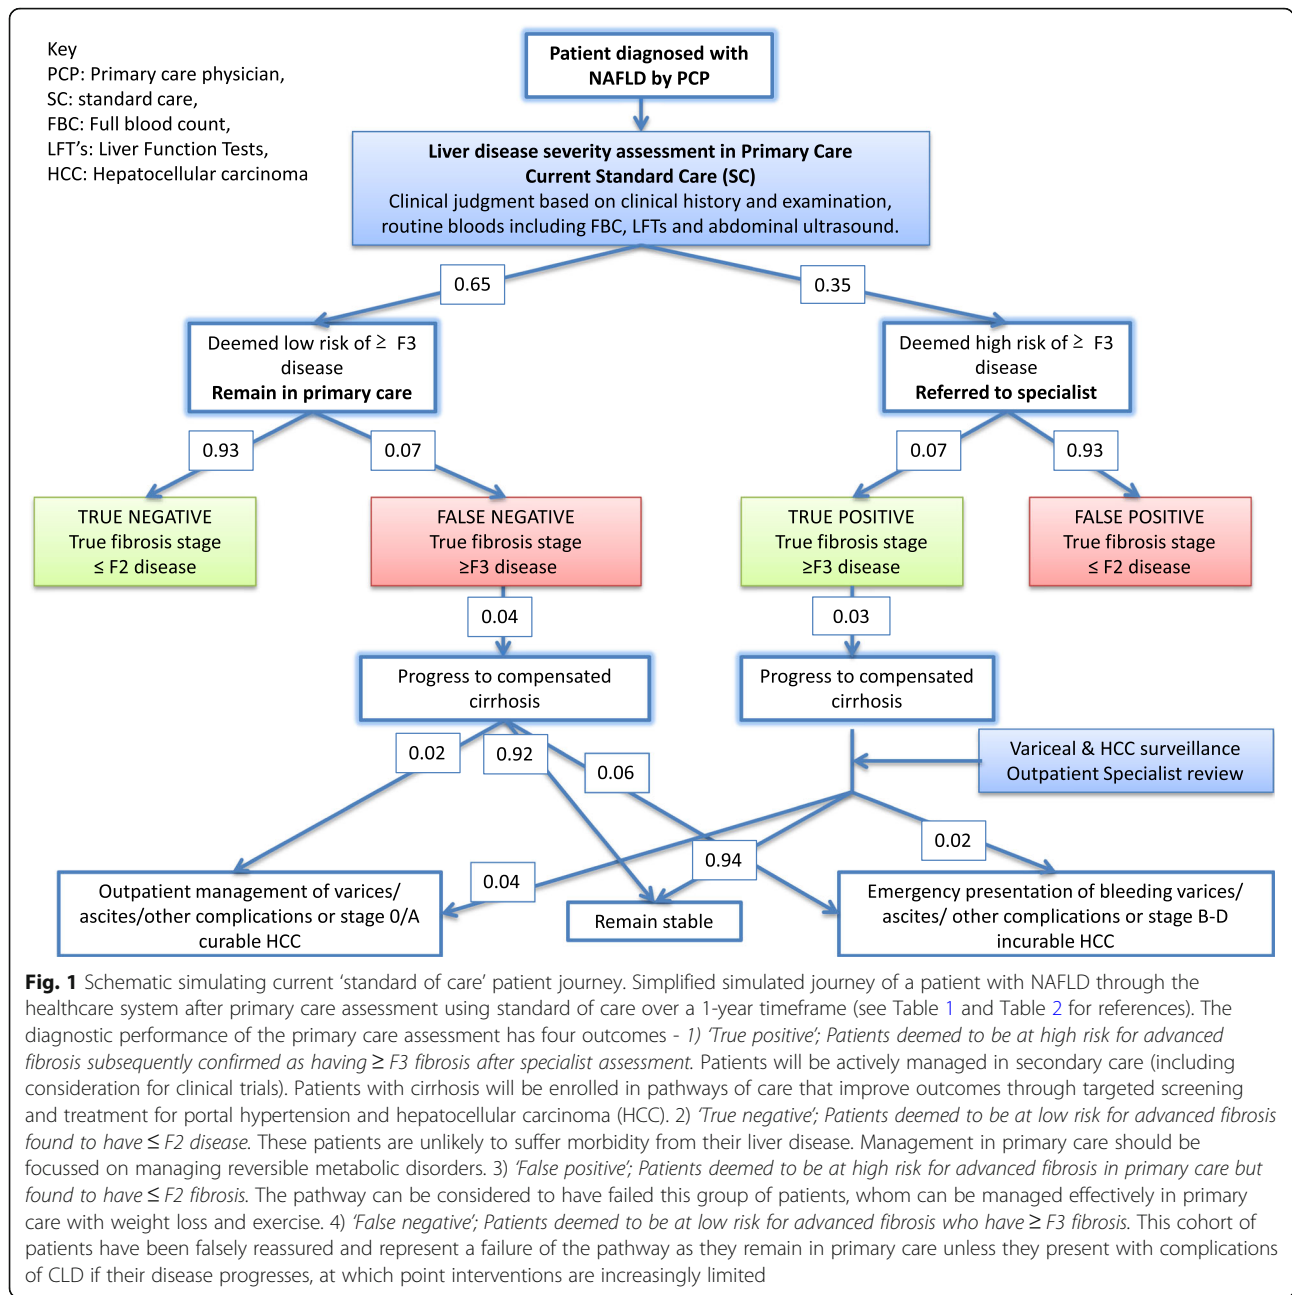 Key
PCP: Primary care physician,
SC: standard care,
FBC: Full blood count,
LFT's: Liver Function Tests,
HCC: Hepatocellular carcinoma
Patient diagnosed with
NAFLD by PCP
Liver disease severity assessment in Primary Care
Current Standard Care (SC)
Clinical judgment based on clinical history and examination,
routine bloods including FBC, LFTs and abdominal ultrasound.
0.65
0.35
Deemed low risk of ≥ F3
disease
Remain in primary care
Deemed high risk of ≥ F3
disease
Referred to specialist
0.93
0.07
0.07
0.93
TRUE NEGATIVE
True fibrosis stage
≤ F2 disease
FALSE NEGATIVE
True fibrosis stage
≥F3 disease
TRUE POSITIVE
True fibrosis stage
≥F3 disease
FALSE POSITIVE
True fibrosis stage
≤ F2 disease
0.04
0.03
Progress to compensated
cirrhosis
Progress to compensated
cirrhosis
0.02
0.92
0.06
Variceal & HCC surveillance
Outpatient Specialist review
0.04
0.94
0.02
Outpatient management of varices/
ascites/other complications or stage 0/A
curable HCC
Remain stable
Emergency presentation of bleeding varices/
ascites/ other complications or stage B-D
incurable HCC
Fig. 1 Schematic simulating current 'standard of care' patient journey. Simplified simulated journey of a patient with NAFLD through the
healthcare system after primary care assessment using standard of care over a 1-year timeframe (see Table 1 and Table 2 for references). The
diagnostic performance of the primary care assessment has four outcomes - 1) 'True positive'; Patients deemed to be at high risk for advanced
fibrosis subsequently confirmed as having ≥ F3 fibrosis after specialist assessment. Patients will be actively managed in secondary care (including
consideration for clinical trials). Patients with cirrhosis will be enrolled in pathways of care that improve outcomes through targeted screening
and treatment for portal hypertension and hepatocellular carcinoma (HCC). 2) 'True negative'; Patients deemed to be at low risk for advanced fibrosis
found to have ≤ F2 disease. These patients are unlikely to suffer morbidity from their liver disease. Management in primary care should be
focussed on managing reversible metabolic disorders. 3) 'False positive'; Patients deemed to be at high risk for advanced fibrosis in primary care but
found to have ≤ F2 fibrosis. The pathway can be considered to have failed this group of patients, whom can be managed effectively in primary
care with weight loss and exercise. 4) 'False negative'; Patients deemed to be at low risk for advanced fibrosis who have ≥ F3 fibrosis. This cohort of
patients have been falsely reassured and represent a failure of the pathway as they remain in primary care unless they present with complications
of CLD if their disease progresses, at which point interventions are increasingly limited